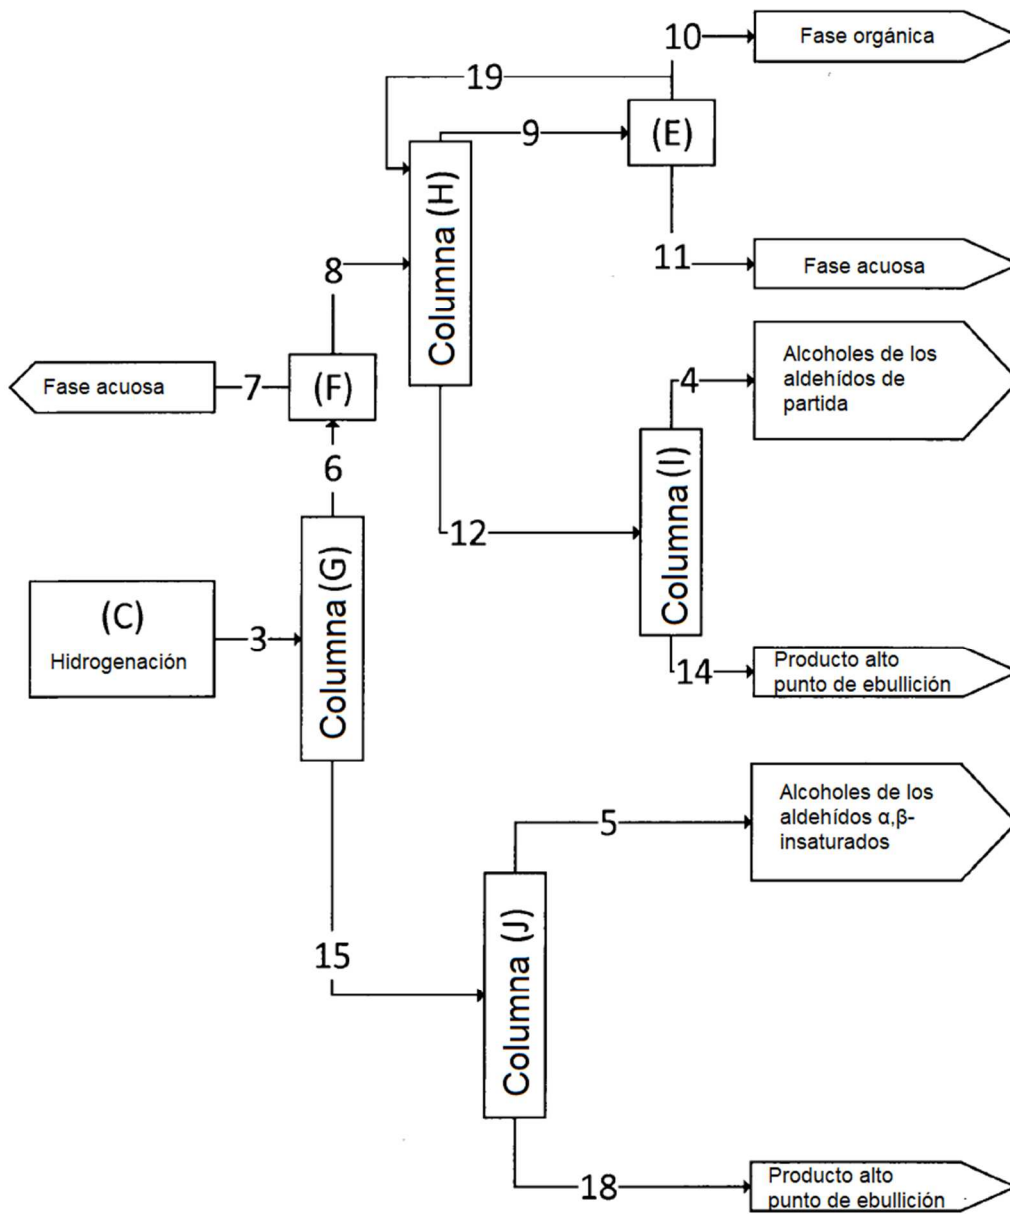 10
Fase orgánica
19
9
(E)
Columna (H)
8
11
Fase acuosa
Fase acuosa
7
(F)
4
Alcoholes de los
aldehídos de
partida
6
Columna (I)
12
Columna (G)
(C)
Hidrogenación
3
14
Producto alto
punto de ebullición
5
Alcoholes de los
aldehídos α,β-
insaturados
15
Columna (J)
18
Producto alto
punto de ebullición